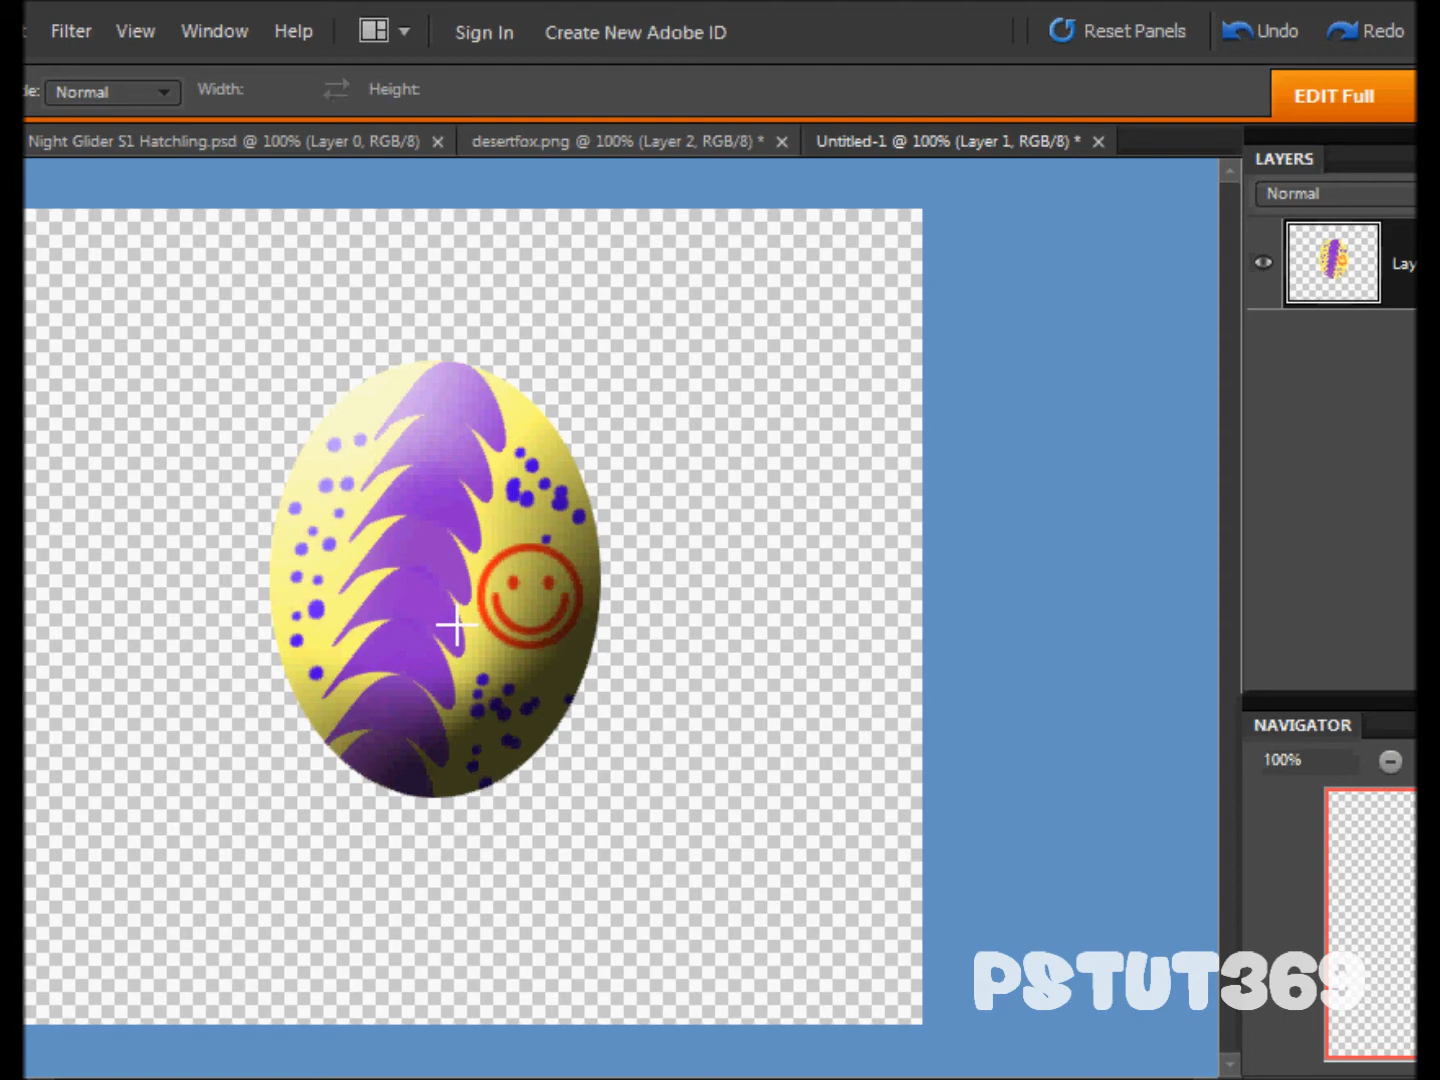 Filter View Window Help Sign In Create New Adobe ID Reset Panels Undo Redo
Normal Width: Height: EDIT Full
Night Glider S1 Hatchling.psd @ 100% (Layer 0, RGB/8) desertfox.png @ 100% (Layer 2, RGB/8) * Untitled-1 @ 100% (Layer 1, RGB/8) *
LAYERS
Normal
Lay
NAVIGATOR
100%
PSTUT369